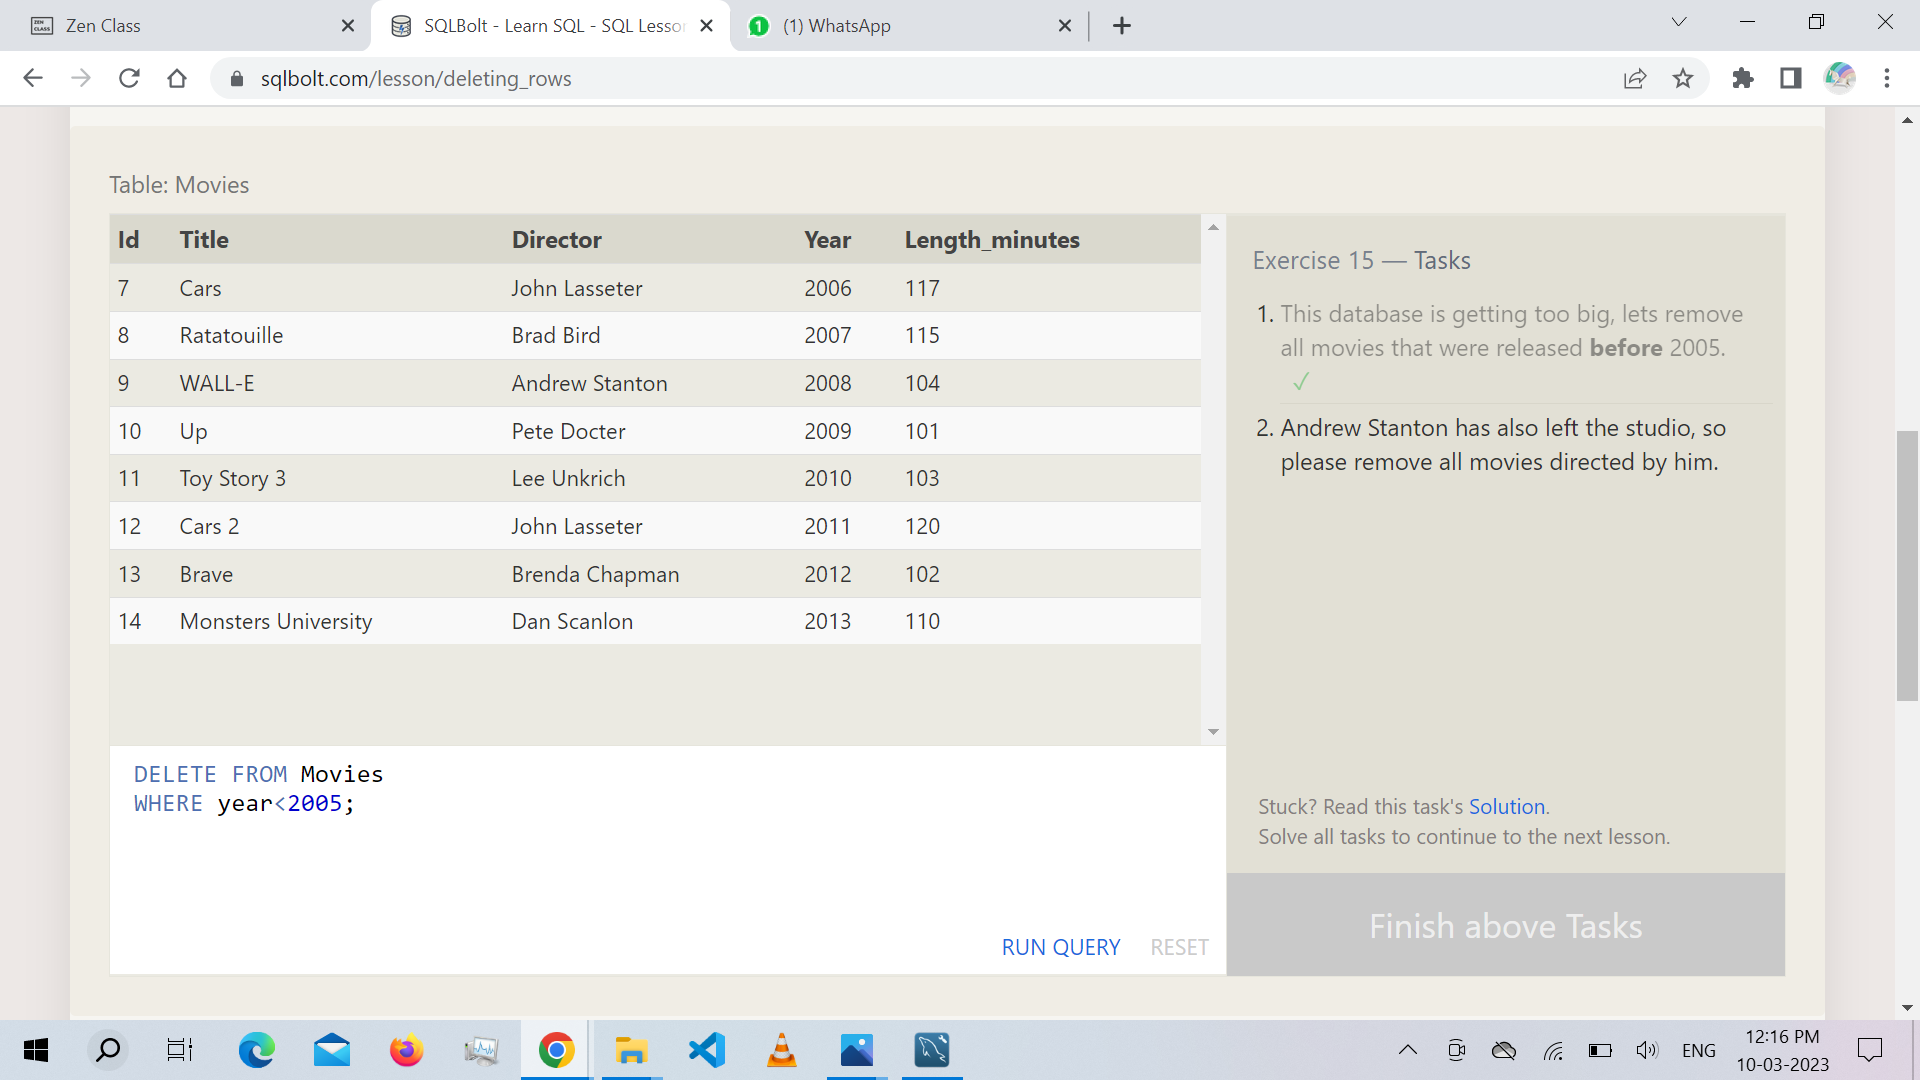 ZEN CLASS
Zen Class
SQLBolt - Learn SQL - SQL Lesso
1
(1) WhatsApp
sqlbolt.com/lesson/deleting_rows
Table: Movies
Id Title Director Year Length_minutes
7 Cars John Lasseter 2006 117
8 Ratatouille Brad Bird 2007 115
9 WALL-E Andrew Stanton 2008 104
10 Up Pete Docter 2009 101
11 Toy Story 3 Lee Unkrich 2010 103
12 Cars 2 John Lasseter 2011 120
13 Brave Brenda Chapman 2012 102
14 Monsters University Dan Scanlon 2013 110
DELETE FROM Movies
WHERE year<2005;
RUN QUERY RESET
Exercise 15 — Tasks
1. This database is getting too big, lets remove
all movies that were released before 2005.
✓
2. Andrew Stanton has also left the studio, so
please remove all movies directed by him.
Stuck? Read this task's Solution.
Solve all tasks to continue to the next lesson.
Finish above Tasks
ENG
12:16 PM
10-03-2023